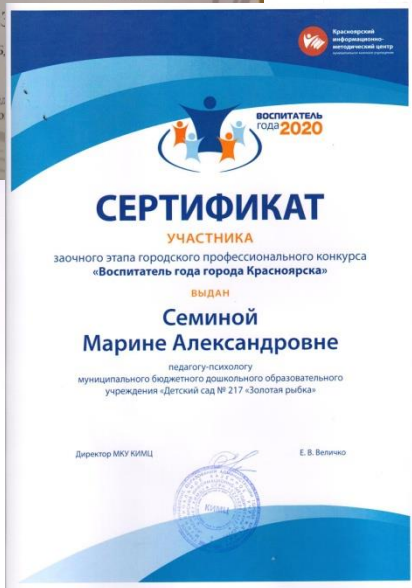 Красноярский
информационно-
методический центр
ВОСПИТАТЕЛЬ
года 2020
СЕРТИФИКАТ
УЧАСТНИКА
заочного этапа городского профессионального конкурса
«Воспитатель года города Красноярска»
ВЫДАН
Семиной
Марине Александровне
педагогу-психологу
муниципального бюджетного дошкольного образовательного
учреждения «Детский сад № 217 «Золотая рыбка»
Директор МКУ КИМЦ
Е. В. Величко
КИМЦ